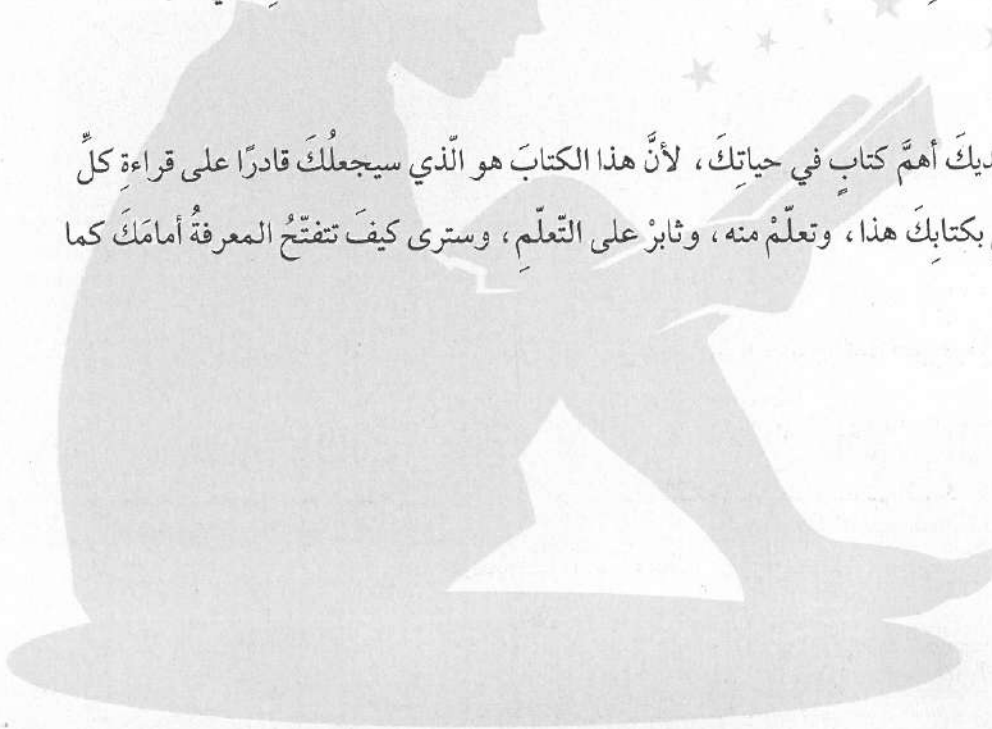 ديكَ أهمَّ كتابٍ في حياتِكَ، لأنَّ هذا الكتابَ هو الّذي سيجعلُكَ قادرًا على قراءةِ كلِّ
بكتابِكَ هذا، وتعلّمْ منه، وثابرْ على التّعلّمِ، وسترى كيفَ تتفتّحُ المعرفةُ أمامَكَ كما